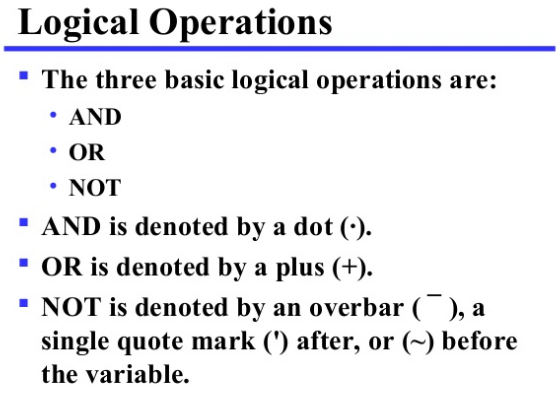 Logical Operations
▪ The three basic logical operations are:
• AND
• OR
• NOT
▪ AND is denoted by a dot (·).
▪ OR is denoted by a plus (+).
▪ NOT is denoted by an overbar ( ¯ ), a
single quote mark (') after, or (~) before
the variable.